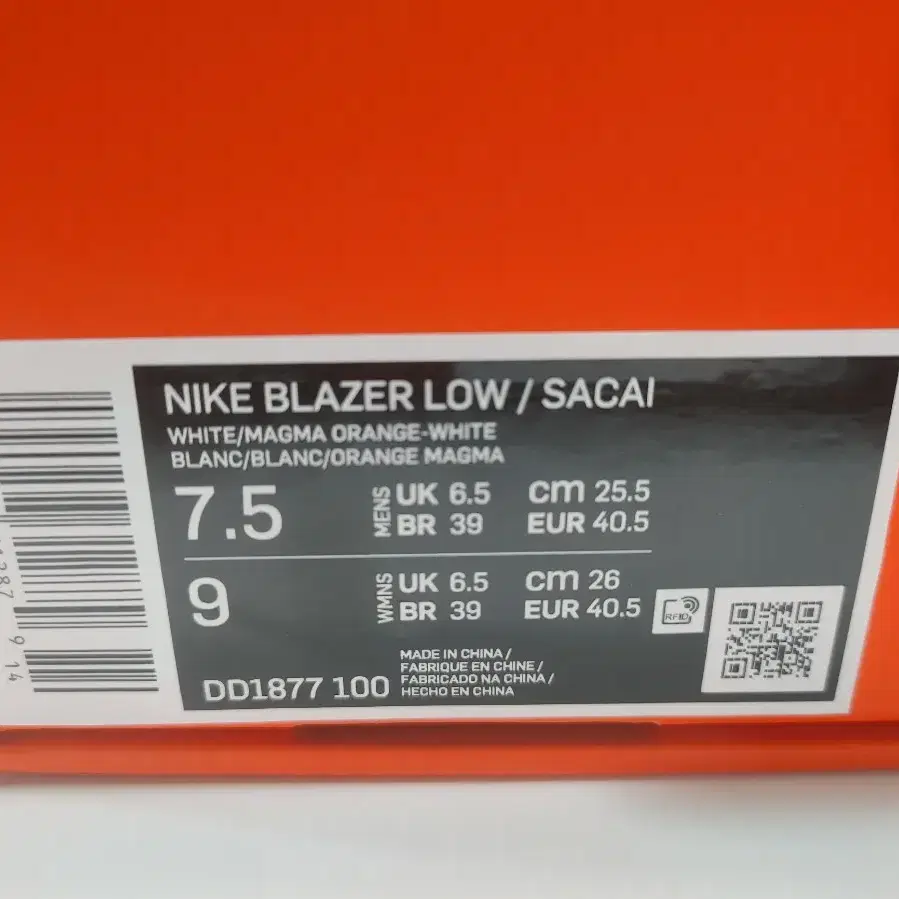 NIKE BLAZER LOW / SACAI
WHITE/MAGMA ORANGE-WHITE
BLANC/BLANC/ORANGE MAGMA
7.5 MENS UK 6.5 cm 25.5
BR 39 EUR 40.5
9 WMNS UK 6.5 cm 26
BR 39 EUR 40.5
RFID
DD1877 100
MADE IN CHINA /
FABRIQUE EN CHINE /
FABRICADO NA CHINA /
HECHO EN CHINA